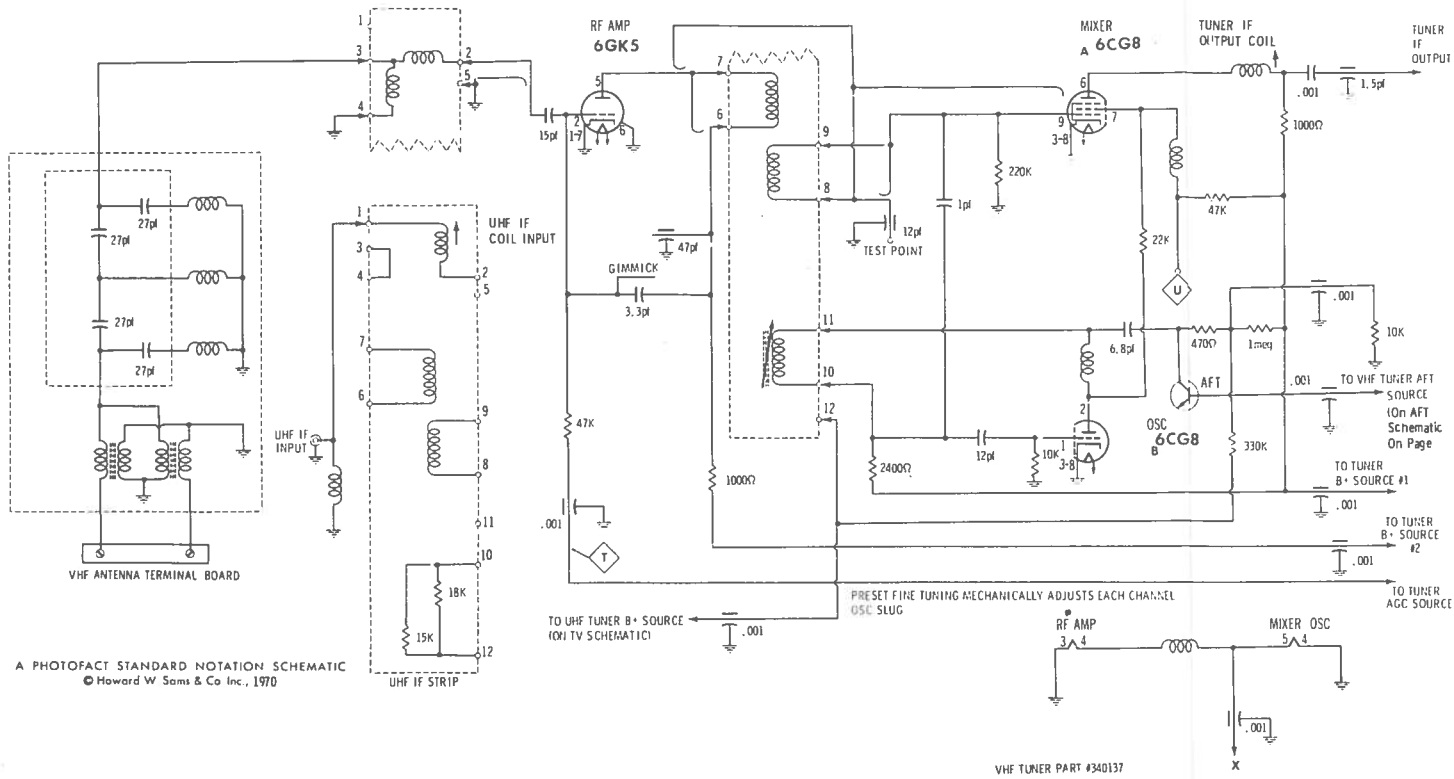 1
3
4
2
5
15pf
RF AMP
6GK5
5
2
1-7
6
7
6
9
8
11
10
12
MIXER
A 6CG8
6
9
7
3-8
TUNER IF
OUTPUT COIL
.001
1.5pf
TUNER
IF
OUTPUT
1000Ω
220K
1pf
12pf
TEST POINT
47K
22K
U
27pf
27pf
27pf
27pf
VHF ANTENNA TERMINAL BOARD
UHF IF
INPUT
1
3
4
UHF IF
COIL INPUT
2
5
7
6
9
8
11
10
18K
15K
12
UHF IF STRIP
47pf
GIMMICK
3.3pf
47K
1000Ω
.001
T
6.8pf
470Ω
1meg
.001
10K
AFT
.001
TO VHF TUNER AFT
SOURCE
(On AFT
Schematic
On Page
2
OSC
6CG8
B
1
3-8
12pf
10K
2400Ω
330K
TO TUNER
B+ SOURCE #1
.001
TO TUNER
B+ SOURCE
#2
.001
TO TUNER
AGC SOURCE
PRESET FINE TUNING MECHANICALLY ADJUSTS EACH CHANNEL
OSC SLUG
TO UHF TUNER B+ SOURCE
(ON TV SCHEMATIC)
.001
RF AMP
3 4
MIXER OSC
5 4
.001
X
A PHOTOFACT STANDARD NOTATION SCHEMATIC
© Howard W Sams & Co Inc., 1970
VHF TUNER PART #340137